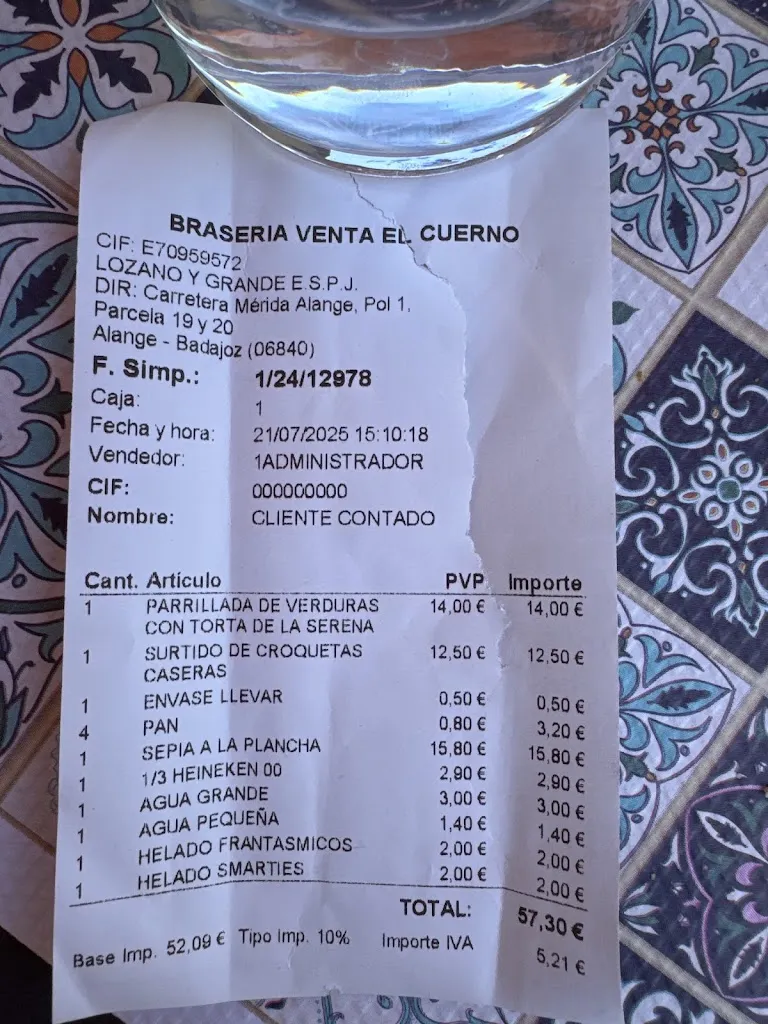 BRASERIA VENTA EL CUERNO
CIF: E70959572
LOZANO Y GRANDE E.S.P.J.
DIR: Carretera Mérida Alange, Pol 1,
Parcela 19 y 20
Alange - Badajoz (06840)
F. Simp.: 1/24/12978
Caja: 1
Fecha y hora: 21/07/2025 15:10:18
Vendedor: 1ADMINISTRADOR
CIF: 000000000
Nombre: CLIENTE CONTADO
Cant. Artículo PVP Importe
1 PARRILLADA DE VERDURAS 14,00 € 14,00 €
CON TORTA DE LA SERENA
1 SURTIDO DE CROQUETAS 12,50 € 12,50 €
CASERAS
1 ENVASE LLEVAR 0,50 € 0,50 €
4 PAN 0,80 € 3,20 €
1 SEPIA A LA PLANCHA 15,80 € 15,80 €
1 1/3 HEINEKEN 00 2,90 € 2,90 €
1 AGUA GRANDE 3,00 € 3,00 €
1 AGUA PEQUEÑA 1,40 € 1,40 €
1 HELADO FRANTASMICOS 2,00 € 2,00 €
1 HELADO SMARTIES 2,00 € 2,00 €
TOTAL: 57,30 €
Base Imp. 52,09 € Tipo Imp. 10% Importe IVA 5,21 €